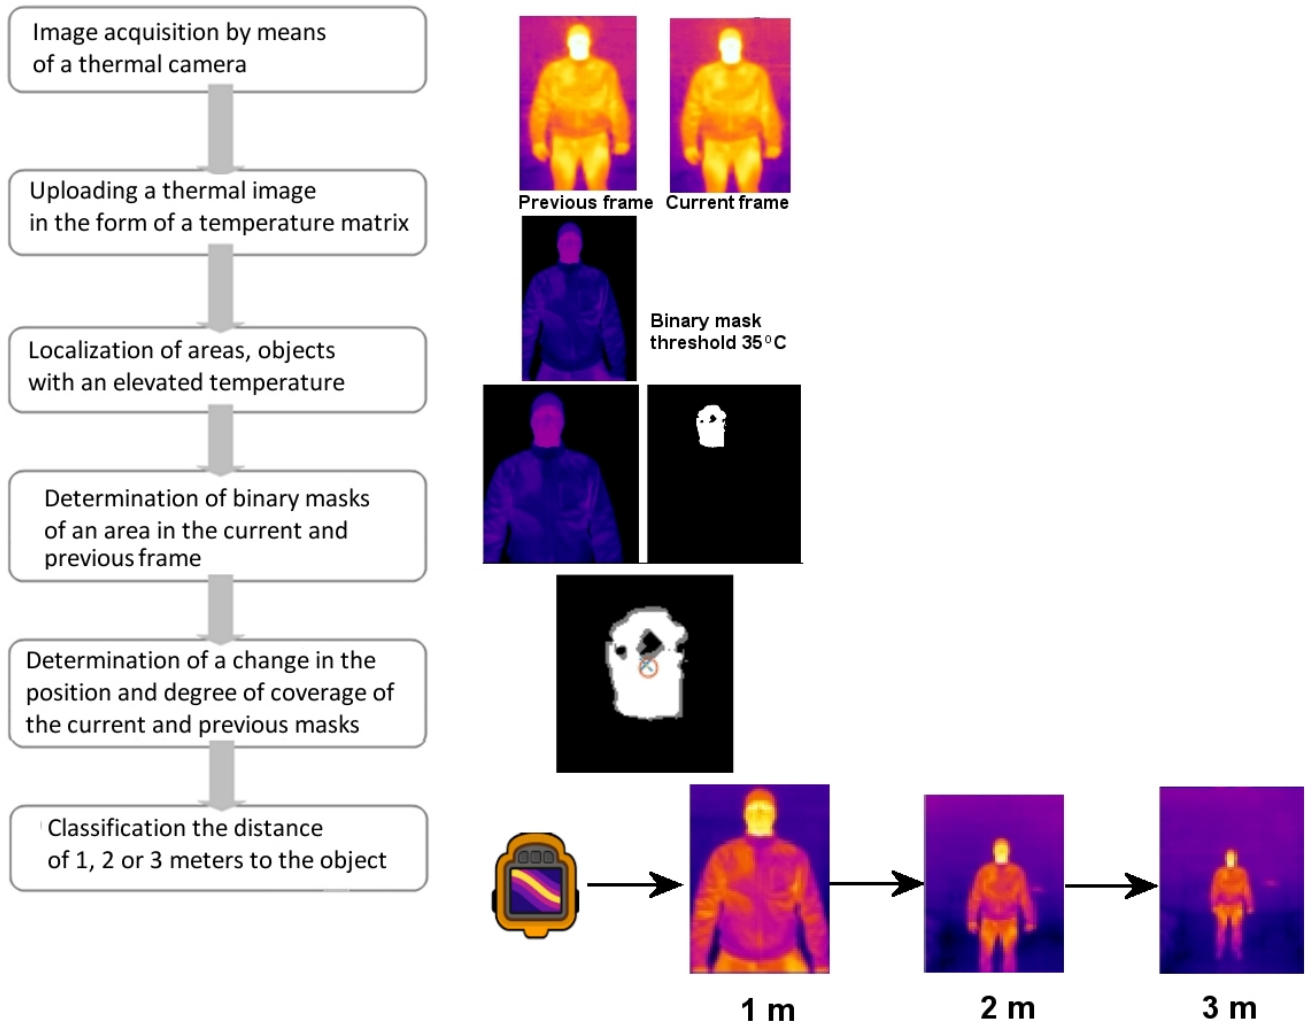 Image acquisition by means
of a thermal camera
Uploading a thermal image
in the form of a temperature matrix
Localization of areas, objects
with an elevated temperature
Determination of binary masks
of an area in the current and
previous frame
Determination of a change in the
position and degree of coverage of
the current and previous masks
Classification the distance
of 1, 2 or 3 meters to the object
Previous frame
Current frame
Binary mask
threshold 35⁰C
1 m
2 m
3 m